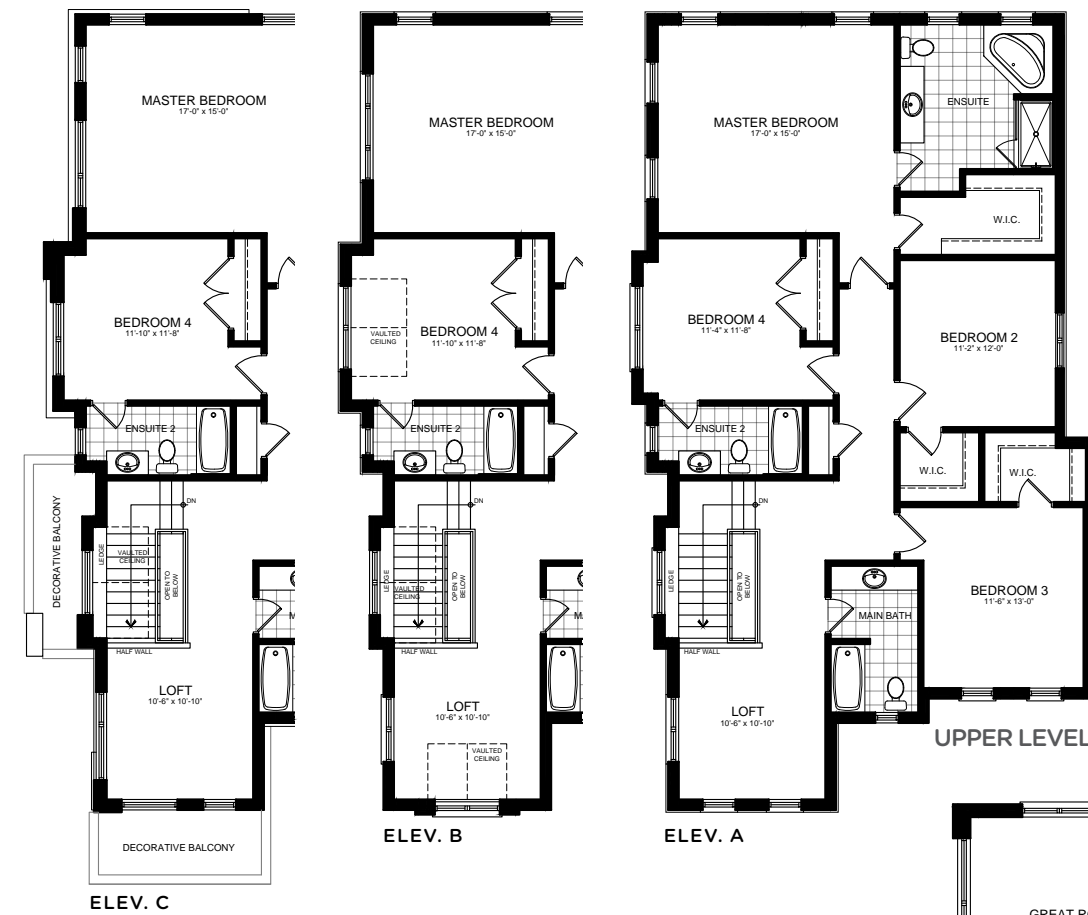 MASTER BEDROOM
17'-0" x 15'-0"
BEDROOM 4
11'-10" x 11'-8"
ENSUITE 2
DN
LEDGE
VAULTED
CEILING
OPEN TO
BELOW
DECORATIVE BALCONY
HALF WALL
LOFT
10'-6" x 10'-10"
DECORATIVE BALCONY
ELEV. C
MASTER BEDROOM
17'-0" x 15'-0"
VAULTED
CEILING
BEDROOM 4
11'-10" x 11'-8"
ENSUITE 2
DN
LEDGE
VAULTED
CEILING
OPEN TO
BELOW
HALF WALL
LOFT
10'-6" x 10'-10"
VAULTED
CEILING
ELEV. B
MASTER BEDROOM
17'-0" x 15'-0"
ENSUITE
W.I.C.
BEDROOM 4
11'-4" x 11'-8"
BEDROOM 2
11'-2" x 12'-0"
ENSUITE 2
W.I.C.
W.I.C.
DN
LEDGE
OPEN TO
BELOW
HALF WALL
BEDROOM 3
11'-6" x 13'-0"
MAIN BATH
LOFT
10'-6" x 10'-10"
ELEV. A
UPPER LEVEL
GREAT